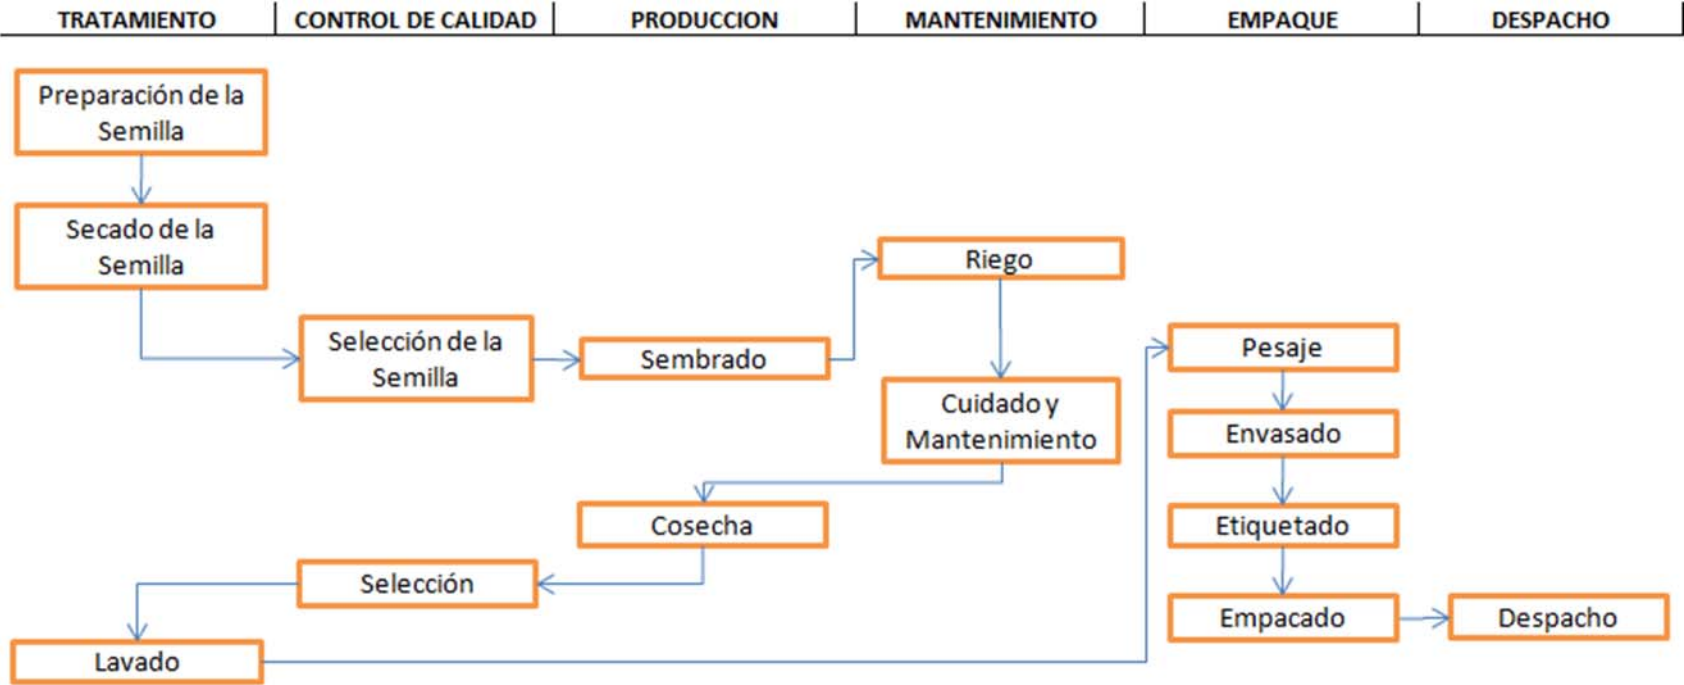 TRATAMIENTO
CONTROL DE CALIDAD
PRODUCCION
MANTENIMIENTO
EMPAQUE
DESPACHO
Preparación de la
Semilla
Secado de la
Semilla
Selección de la
Semilla
Sembrado
Riego
Cuidado y
Mantenimiento
Cosecha
Selección
Lavado
Pesaje
Envasado
Etiquetado
Empacado
Despacho